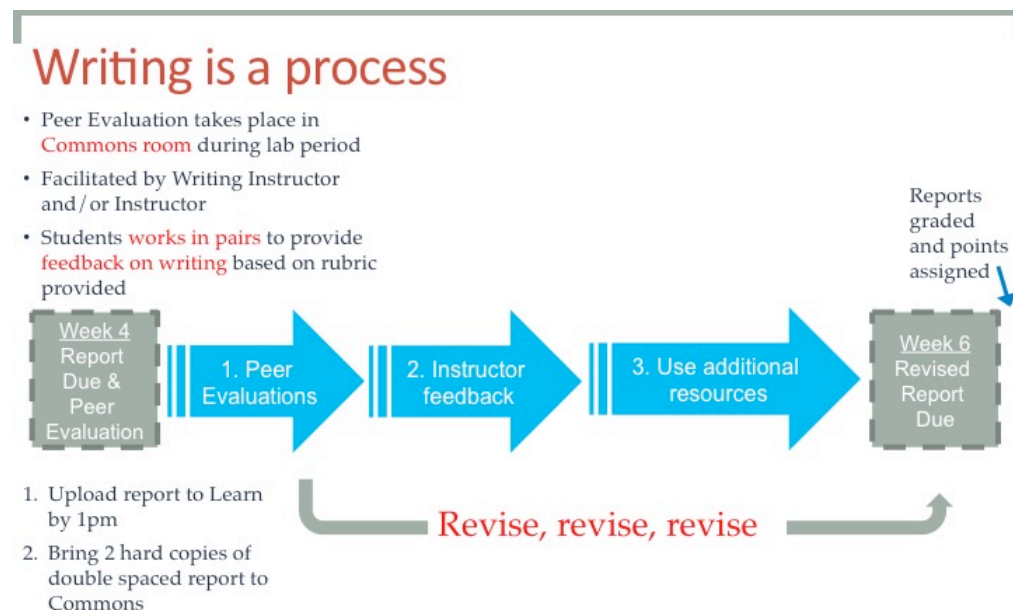 Writing is a process
• Peer Evaluation takes place in
Commons room during lab period
• Facilitated by Writing Instructor
and/or Instructor
• Students works in pairs to provide
feedback on writing based on rubric
provided
Reports
graded
and points
assigned
Week 4
Report
Due &
Peer
Evaluation
1. Peer
Evaluations
2. Instructor
feedback
3. Use additional
resources
Week 6
Revised
Report
Due
1. Upload report to Learn
by 1pm
2. Bring 2 hard copies of
double spaced report to
Commons
Revise, revise, revise